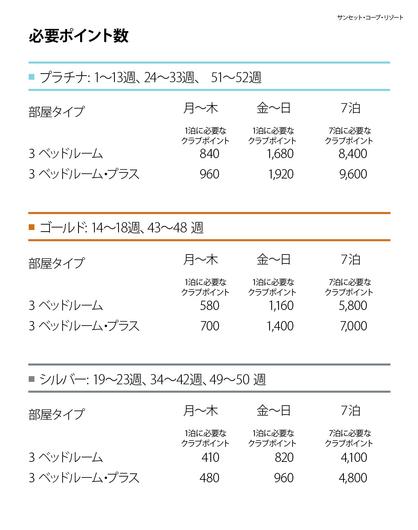 サンセット・コーブ・リゾート
必要ポイント数
プラチナ: 1〜13週、24〜33週、 51〜52週
部屋タイプ 月〜木 金〜日 7泊
1泊に必要な 1泊に必要な 7泊に必要な
クラブポイント クラブポイント クラブポイント
3 ベッドルーム 840 1,680 8,400
3 ベッドルーム・プラス 960 1,920 9,600
ゴールド: 14〜18週、43〜48 週
部屋タイプ 月〜木 金〜日 7泊
1泊に必要な 1泊に必要な 7泊に必要な
クラブポイント クラブポイント クラブポイント
3 ベッドルーム 580 1,160 5,800
3 ベッドルーム・プラス 700 1,400 7,000
シルバー: 19〜23週、34〜42週、49〜50 週
部屋タイプ 月〜木 金〜日 7泊
1泊に必要な 1泊に必要な 7泊に必要な
クラブポイント クラブポイント クラブポイント
3 ベッドルーム 410 820 4,100
3 ベッドルーム・プラス 480 960 4,800